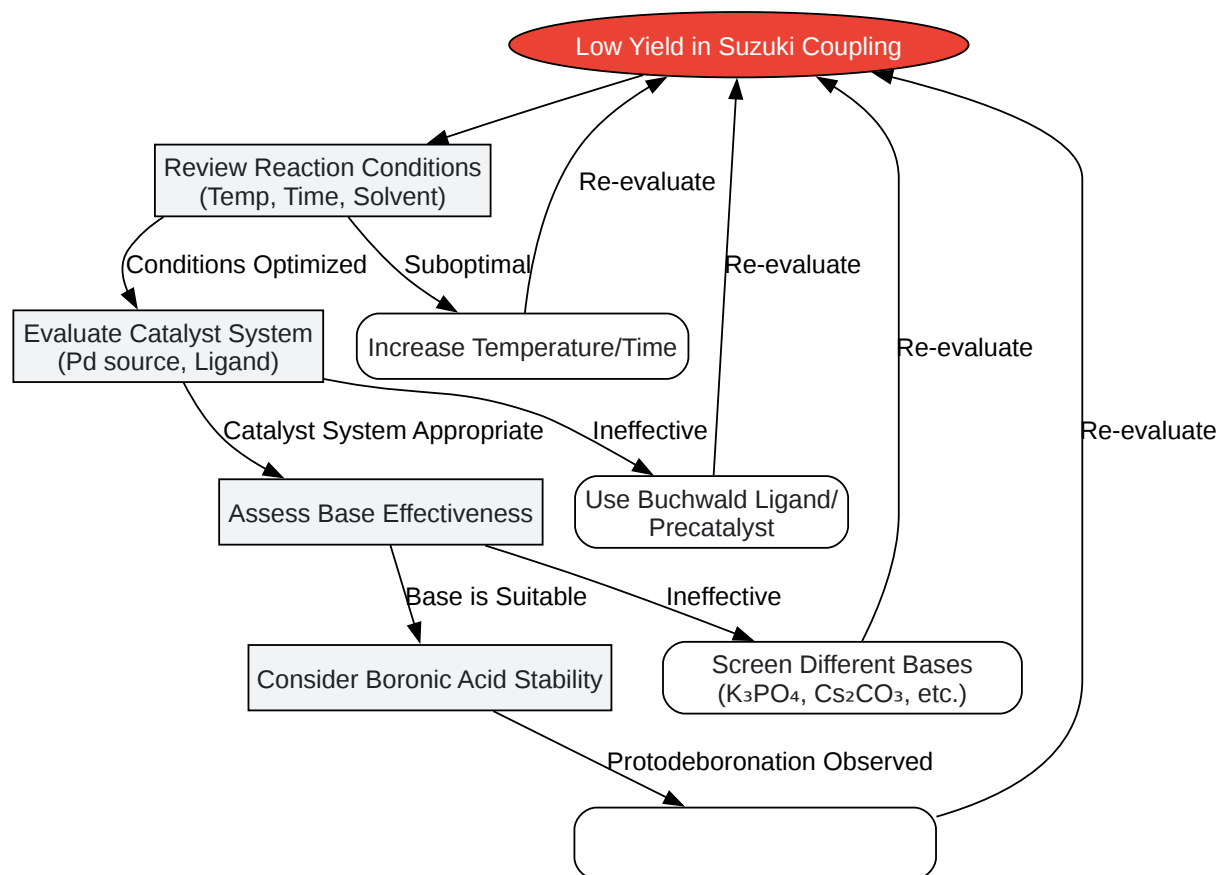 Low Yield in Suzuki Coupling
Review Reaction Conditions
(Temp, Time, Solvent)
Re-evaluate
Conditions Optimized
Suboptimal
Re-evaluate
Evaluate Catalyst System
(Pd source, Ligand)
Increase Temperature/Time
Re-evaluate
Catalyst System Appropriate
Ineffective
Re-evaluate
Assess Base Effectiveness
Use Buchwald Ligand/
Precatalyst
Base is Suitable
Ineffective
Consider Boronic Acid Stability
Screen Different Bases
(K₃PO₄, Cs₂CO₃, etc.)
Protodeboronation Observed